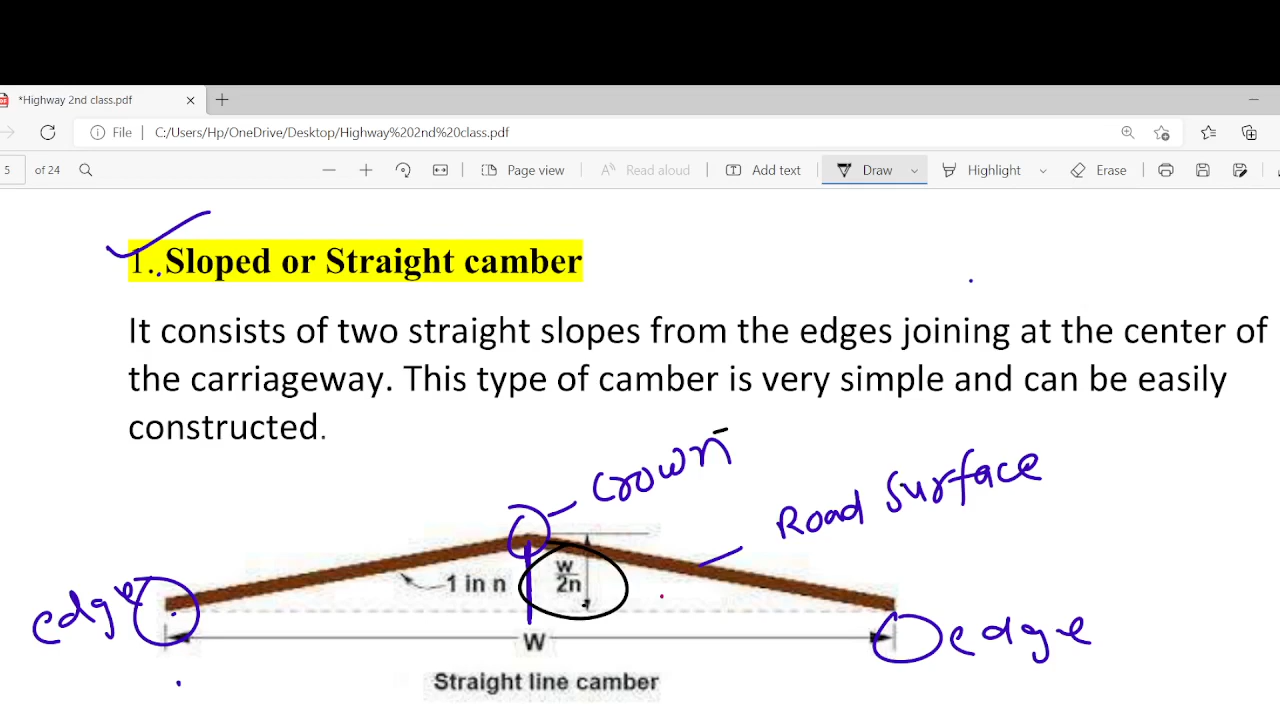 *Highway 2nd class.pdf
File C:/Users/Hp/OneDrive/Desktop/Highway%202nd%20class.pdf
5 of 24 Page view Read aloud Add text Draw Highlight Erase
1. Sloped or Straight camber
It consists of two straight slopes from the edges joining at the center of
the carriageway. This type of camber is very simple and can be easily
constructed.
crown
Road surface
1 in n
w
2n
edge
edge
W
Straight line camber